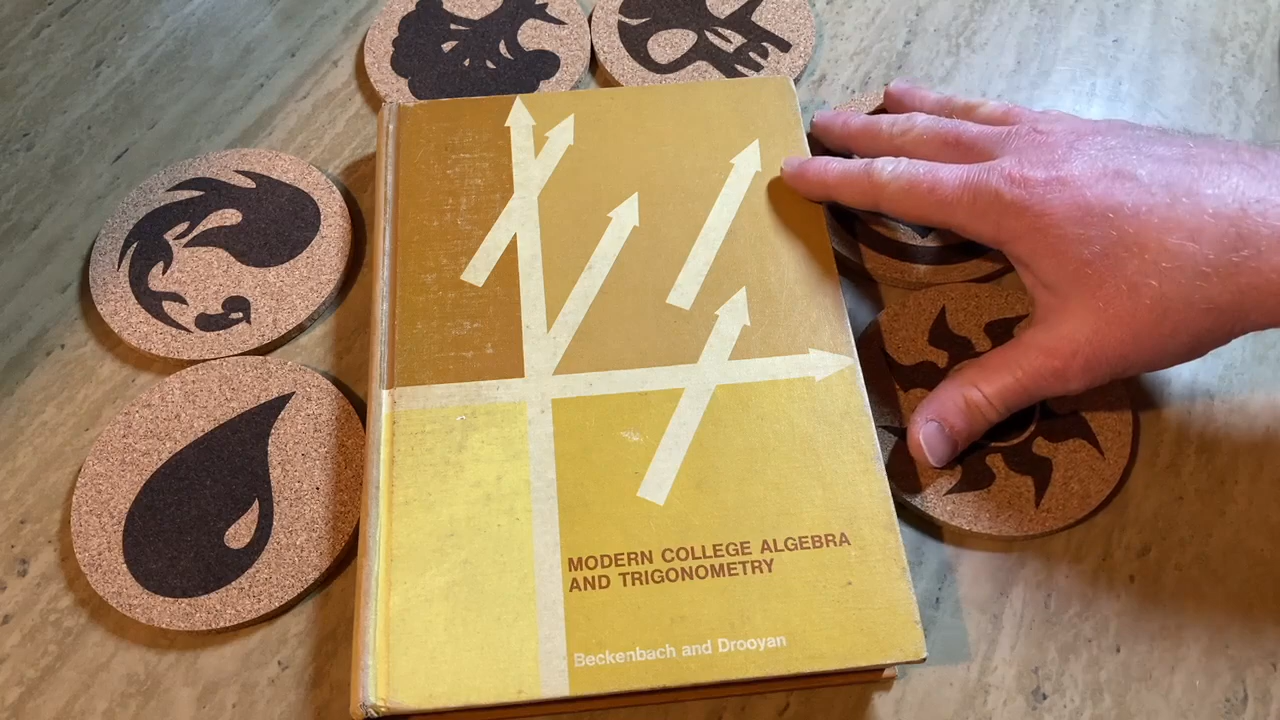 MODERN COLLEGE ALGEBRA
AND TRIGONOMETRY
Beckenbach and Drooyan